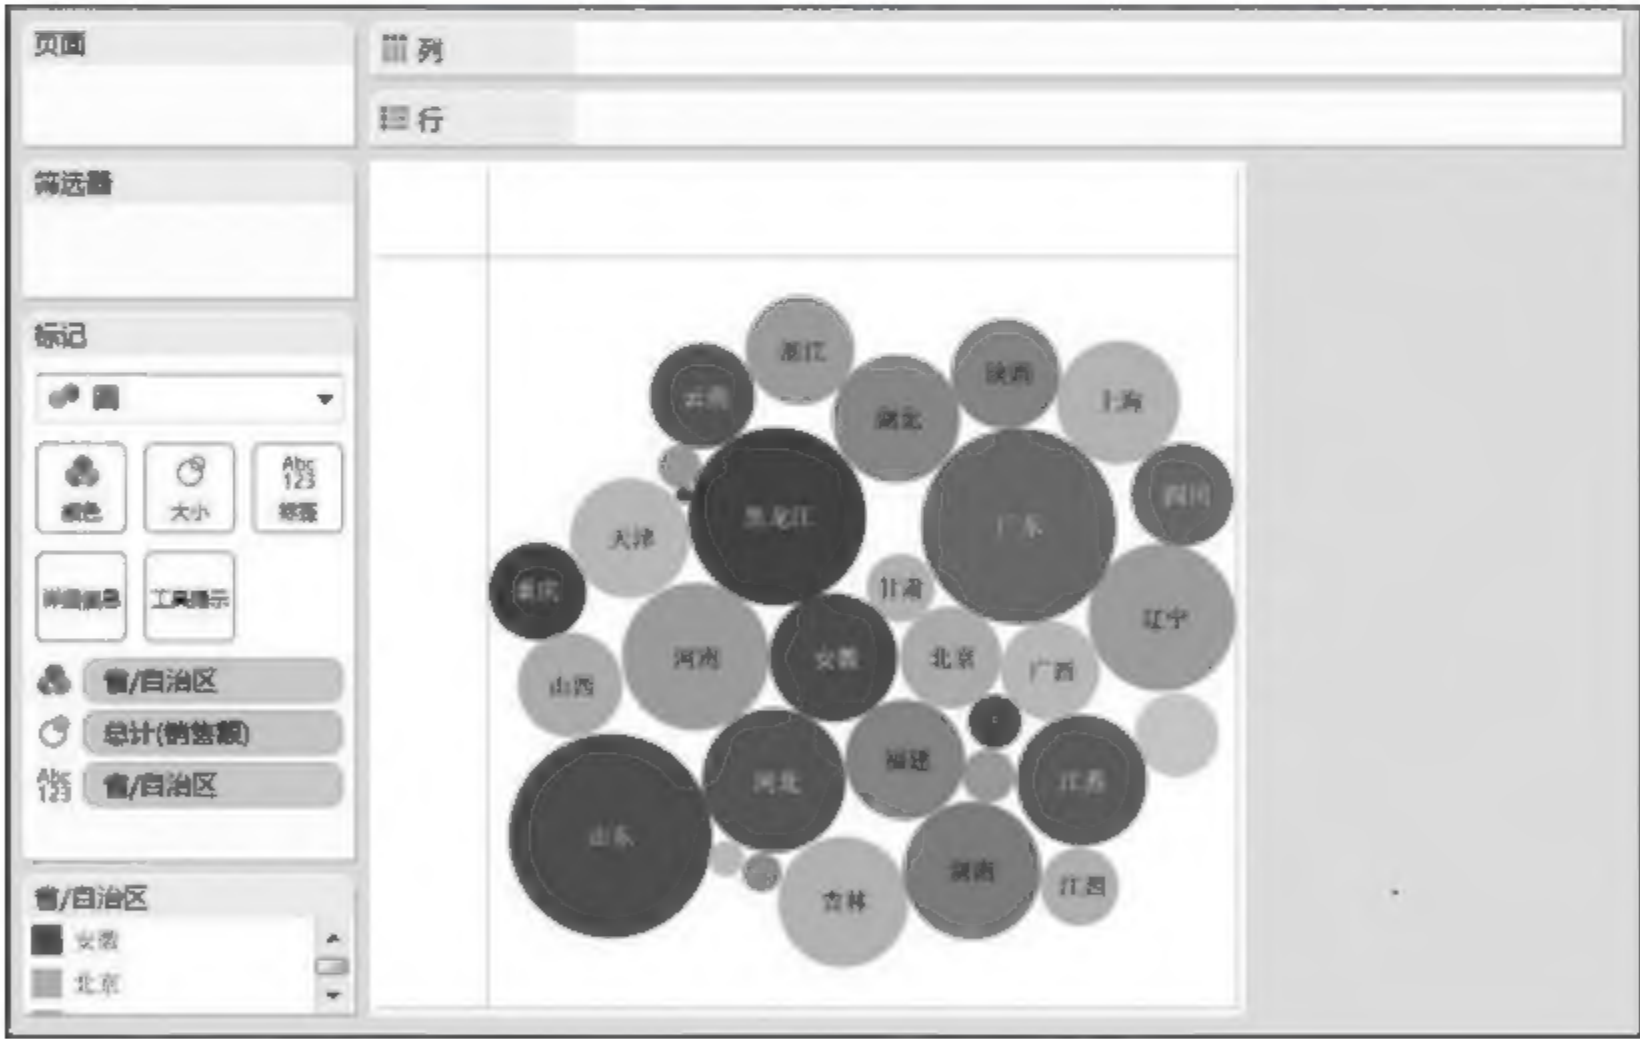 页面
列
行
筛选器
标记
圆
颜色
大小
Abc
123
标签
详细信息
工具提示
省/自治区
总计(销售额)
Abc
123
省/自治区
省/自治区
安徽
北京
浙江
陕西
云南
湖北
上海
四川
黑龙江
广东
天津
重庆
甘肃
辽宁
河南
安徽
北京
广西
山西
福建
河北
江苏
山东
湖南
吉林
江西